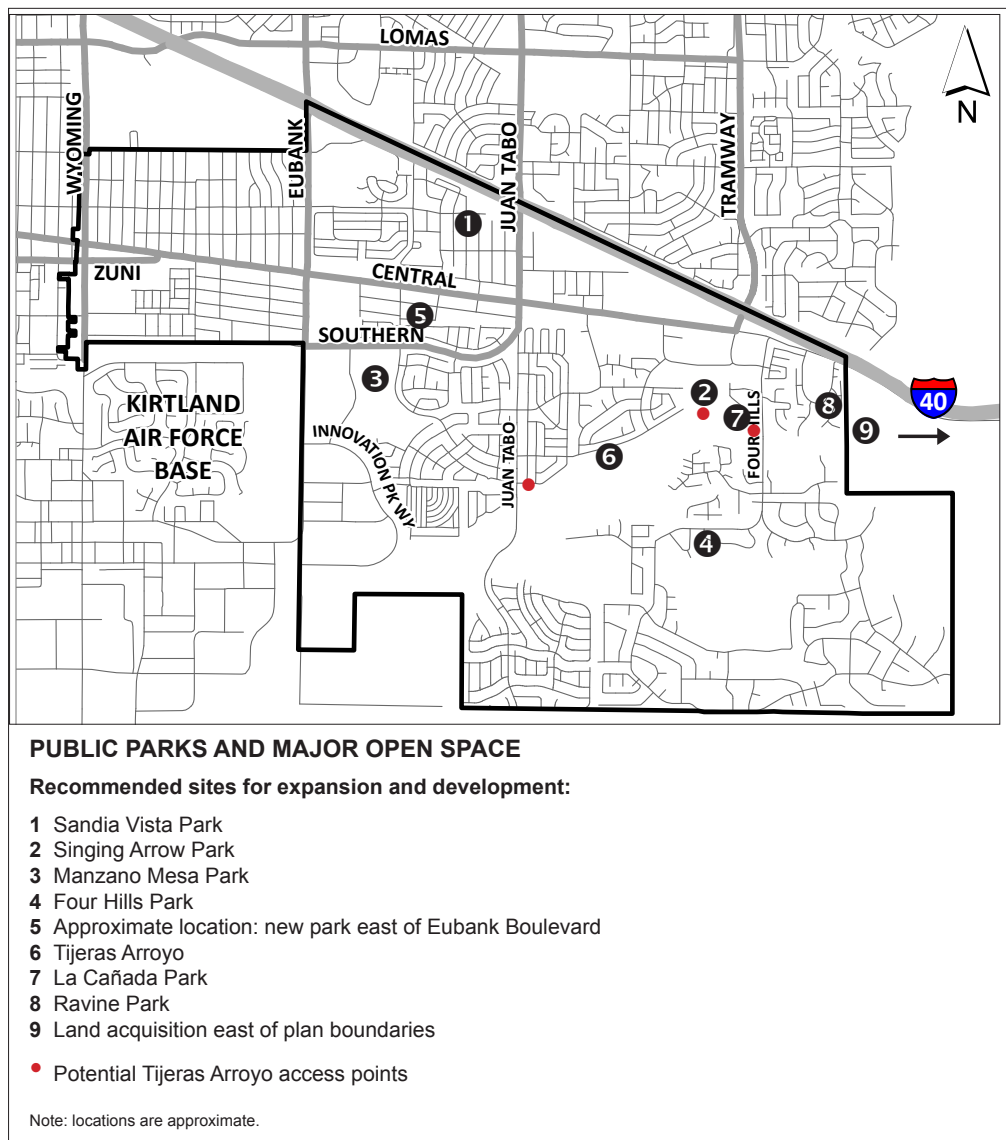 LOMAS
WYOMING
EUBANK
JUAN TABO
TRAMWAY
N
1
ZUNI
CENTRAL
5
SOUTHERN
3
2
7
8
40
9
KIRTLAND
AIR FORCE
BASE
INNOVATION PK WY
JUAN TABO
6
FOUR HILLS
4
PUBLIC PARKS AND MAJOR OPEN SPACE
Recommended sites for expansion and development:
1 Sandia Vista Park
2 Singing Arrow Park
3 Manzano Mesa Park
4 Four Hills Park
5 Approximate location: new park east of Eubank Boulevard
6 Tijeras Arroyo
7 La Cañada Park
8 Ravine Park
9 Land acquisition east of plan boundaries
• Potential Tijeras Arroyo access points
Note: locations are approximate.